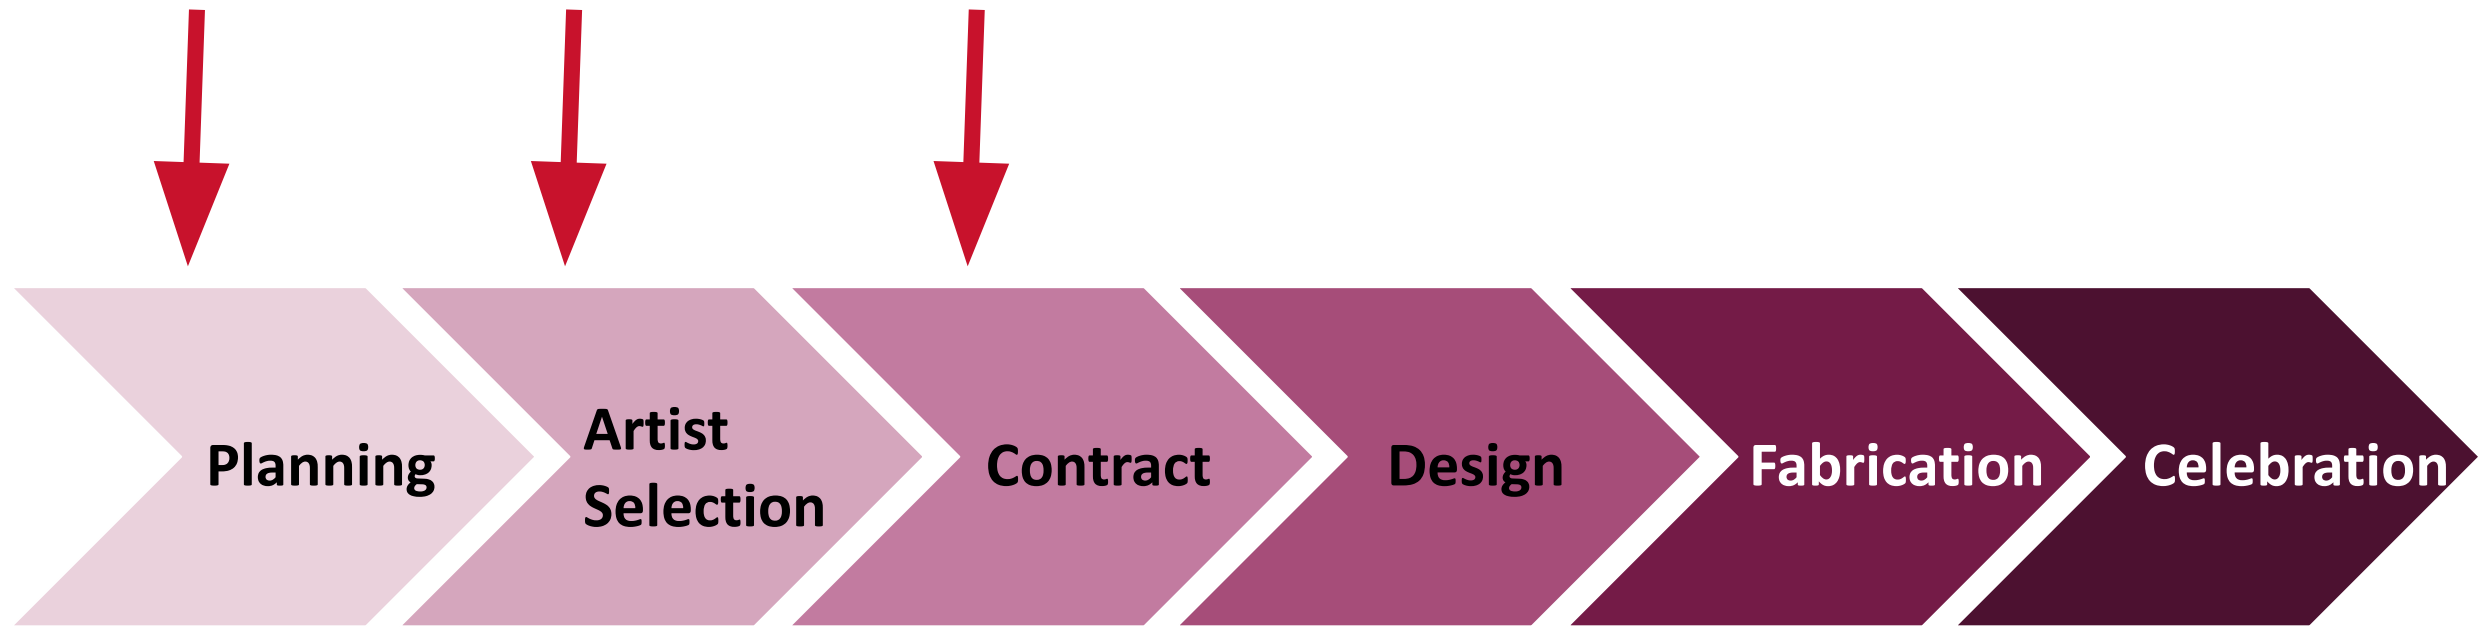 Planning
Artist
Selection
Contract
Design
Fabrication
Celebration